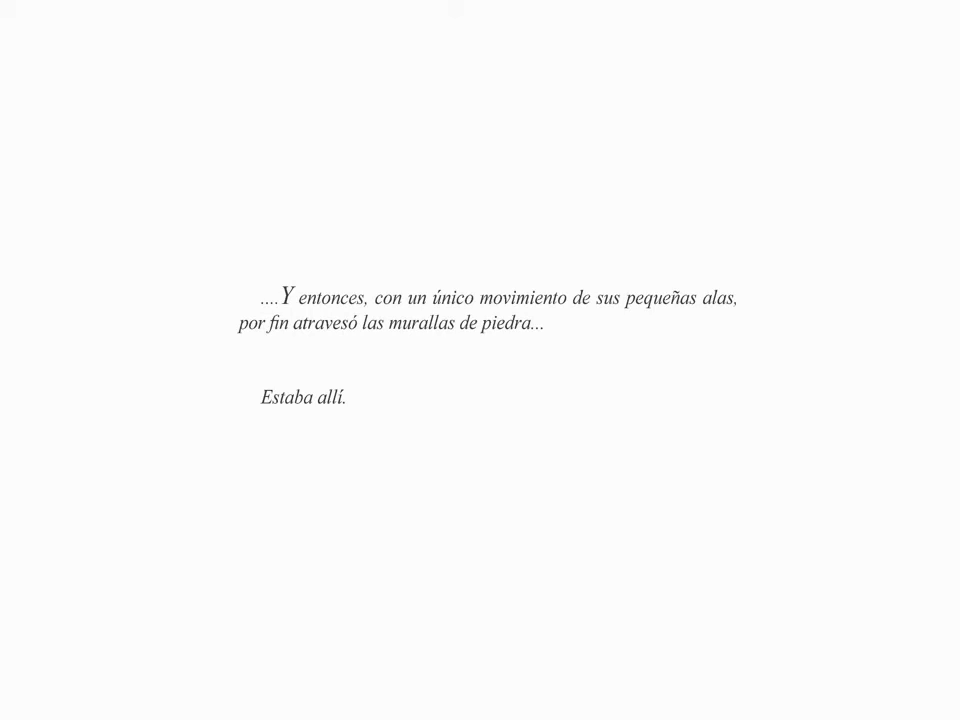 ....Y entonces, con un único movimiento de sus pequeñas alas,
por fin atravesó las murallas de piedra...
Estaba allí.